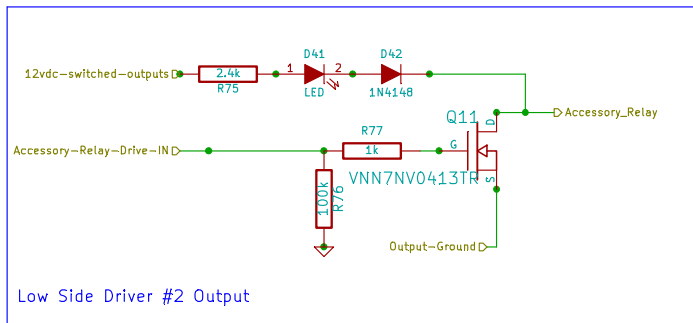 D41
D42
1
2
12vdc-switched-outputs
2.4k
R75
LED
1N4148
Q11
D
Accessory_Relay
R77
Accessory-Relay-Drive-IN
1k
G
VNN7NV0413TR
S
100k
R76
Output-Ground
Low Side Driver #2 Output